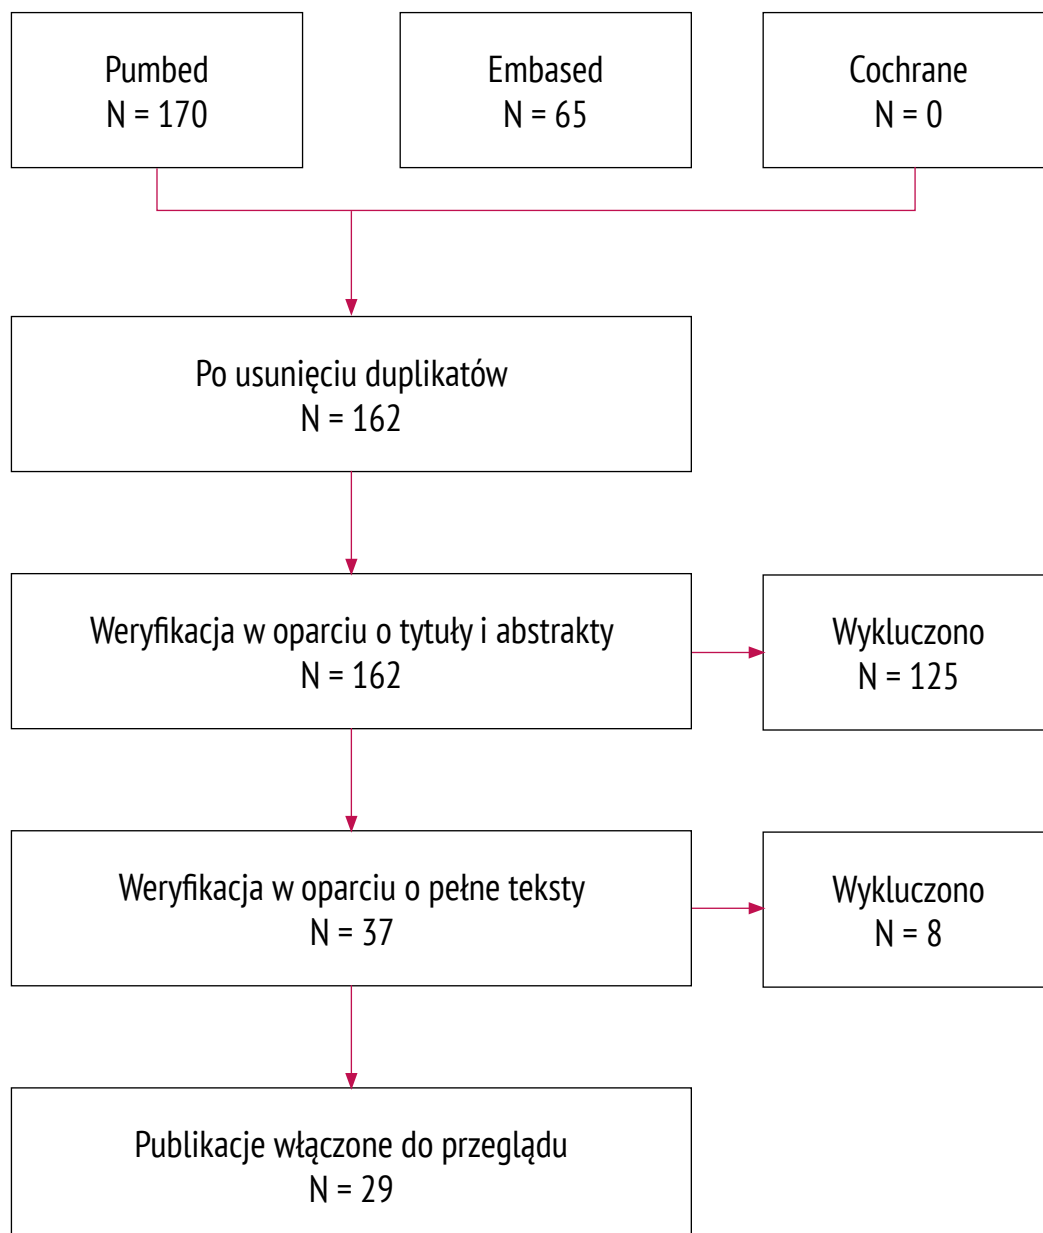 Pumbed
N = 170
Embased
N = 65
Cochrane
N = 0
Po usunięciu duplikatów
N = 162
Weryfikacja w oparciu o tytuły i abstrakty
N = 162
Wykluczono
N = 125
Weryfikacja w oparciu o pełne teksty
N = 37
Wykluczono
N = 8
Publikacje włączone do przeglądu
N = 29